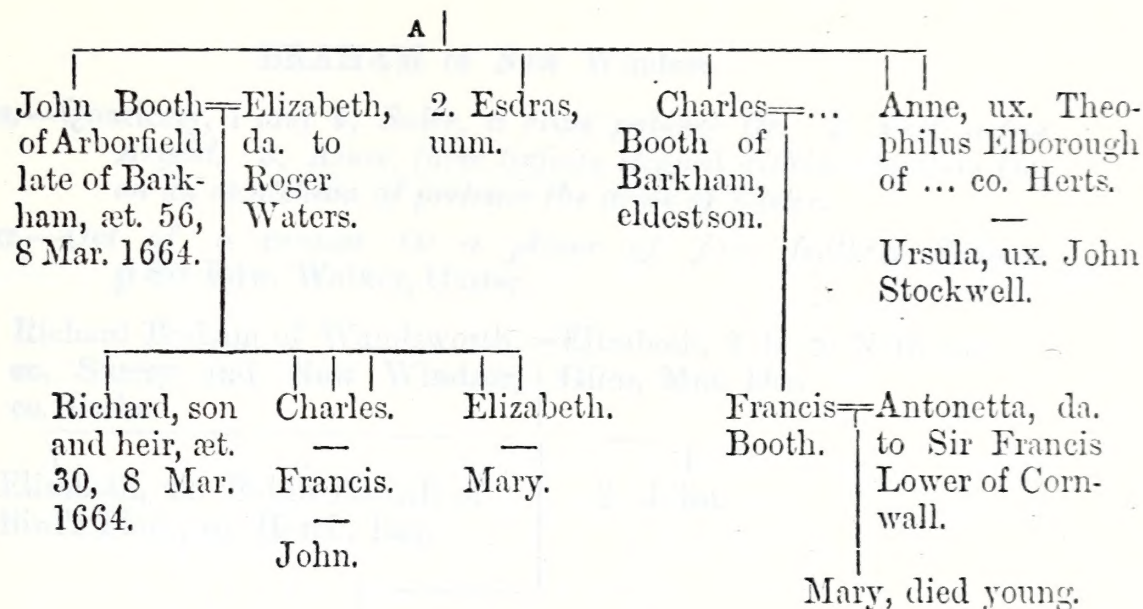 A
John Booth=Elizabeth,
of Arborfield da. to
late of Bark- Roger
ham, æt. 56, Waters.
8 Mar. 1664.
2. Esdras,
unm.
Charles=...
Booth of
Barkham,
eldest son.
Anne, ux. Theo-
philus Elborough
of ... co. Herts.
—
Ursula, ux. John
Stockwell.
Richard, son
and heir, æt.
30, 8 Mar.
1664.
Charles.
—
Francis.
—
John.
Elizabeth.
—
Mary.
Francis=Antonetta, da.
Booth. to Sir Francis
Lower of Corn-
wall.
Mary, died young.